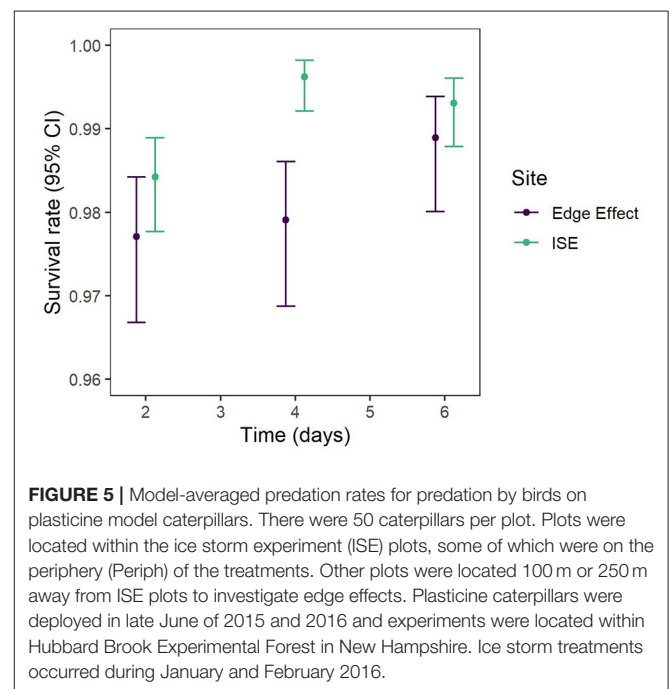 1.00
0.99
0.98
0.97
0.96
Survival rate (95% CI)
2
3
4
5
6
Time (days)
Site
Edge Effect
ISE
FIGURE 5 | Model-averaged predation rates for predation by birds on
plasticine model caterpillars. There were 50 caterpillars per plot. Plots were
located within the ice storm experiment (ISE) plots, some of which were on the
periphery (Periph) of the treatments. Other plots were located 100 m or 250 m
away from ISE plots to investigate edge effects. Plasticine caterpillars were
deployed in late June of 2015 and 2016 and experiments were located within
Hubbard Brook Experimental Forest in New Hampshire. Ice storm treatments
occurred during January and February 2016.